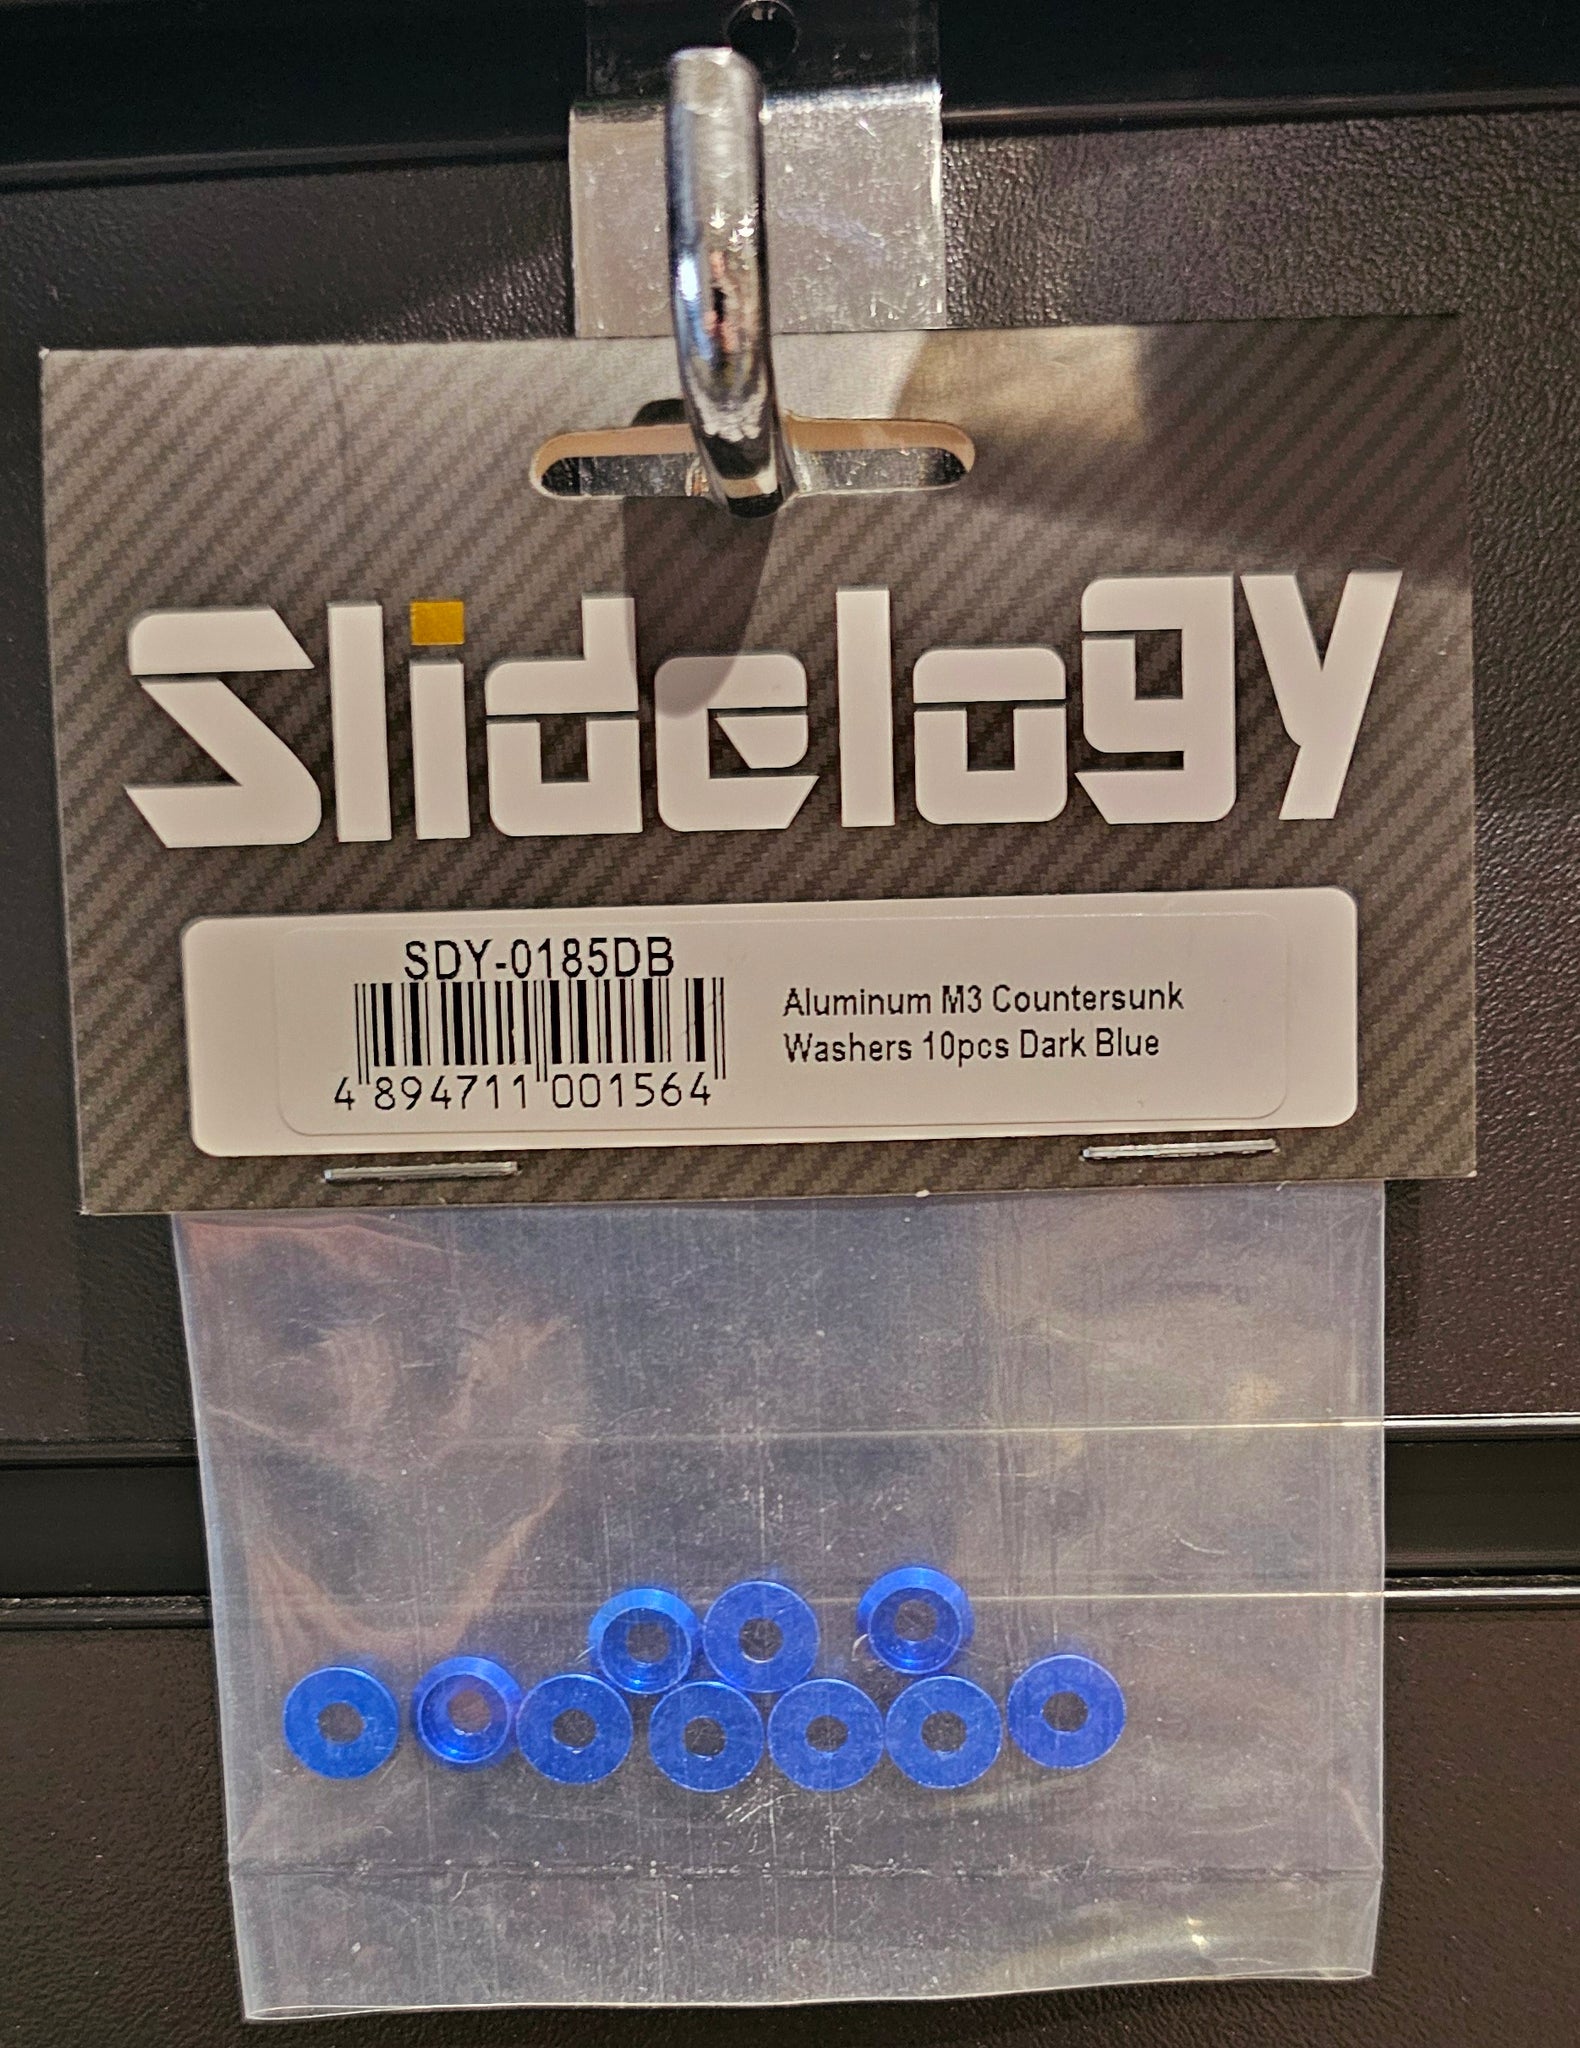 Slidelogy
SDY-0185DB
4 894711 001564
Aluminum M3 Countersunk
Washers 10pcs Dark Blue